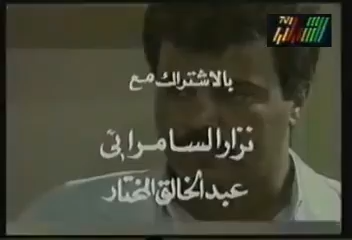 بالاشتراك مع
نزار السامرائي
عبدالخالق المختار